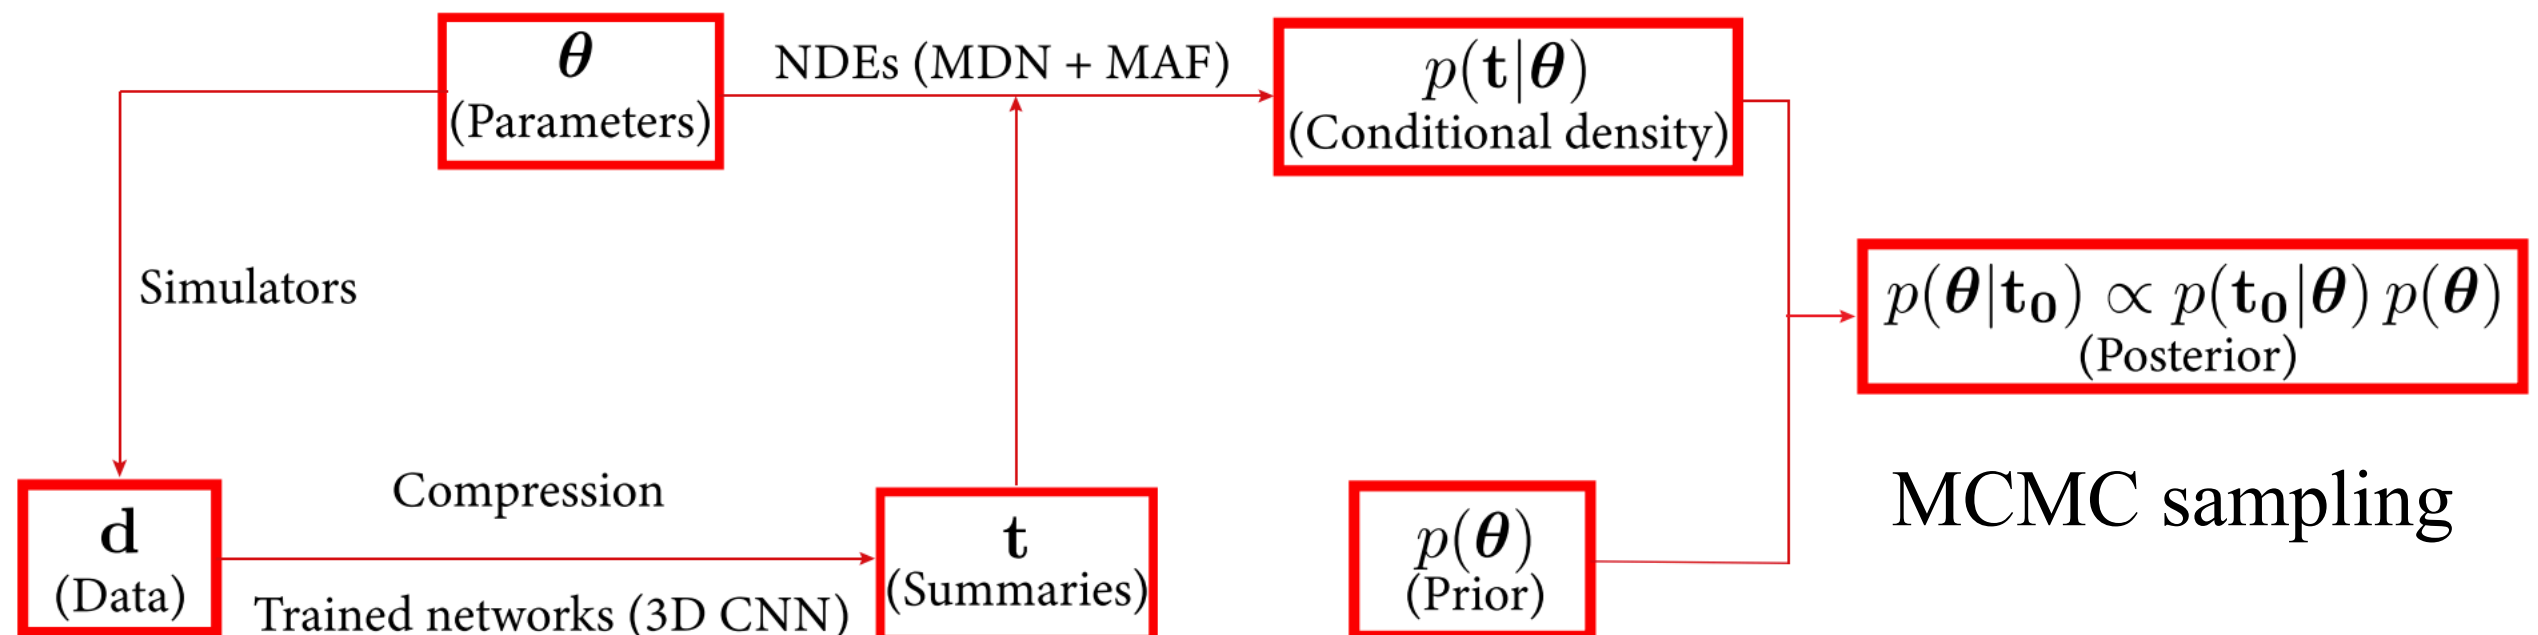 θ
(Parameters)
NDEs (MDN + MAF)
p(t|θ)
(Conditional density)
Simulators
p(θ|t₀) ∝ p(t₀|θ) p(θ)
(Posterior)
MCMC sampling
d
(Data)
Compression
Trained networks (3D CNN)
t
(Summaries)
p(θ)
(Prior)